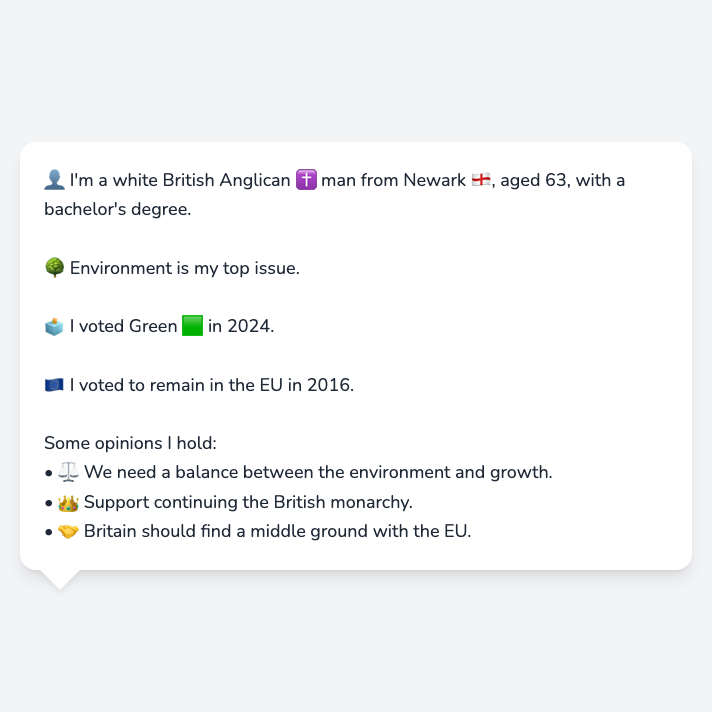 👤 I'm a white British Anglican ✝️ man from Newark 🏴󠁧󠁢󠁥󠁮󠁧󠁿, aged 63, with a
bachelor's degree.
🌳 Environment is my top issue.
🗳️ I voted Green 🟩 in 2024.
🇪🇺 I voted to remain in the EU in 2016.
Some opinions I hold:
• ⚖️ We need a balance between the environment and growth.
• 👑 Support continuing the British monarchy.
• 🤝 Britain should find a middle ground with the EU.